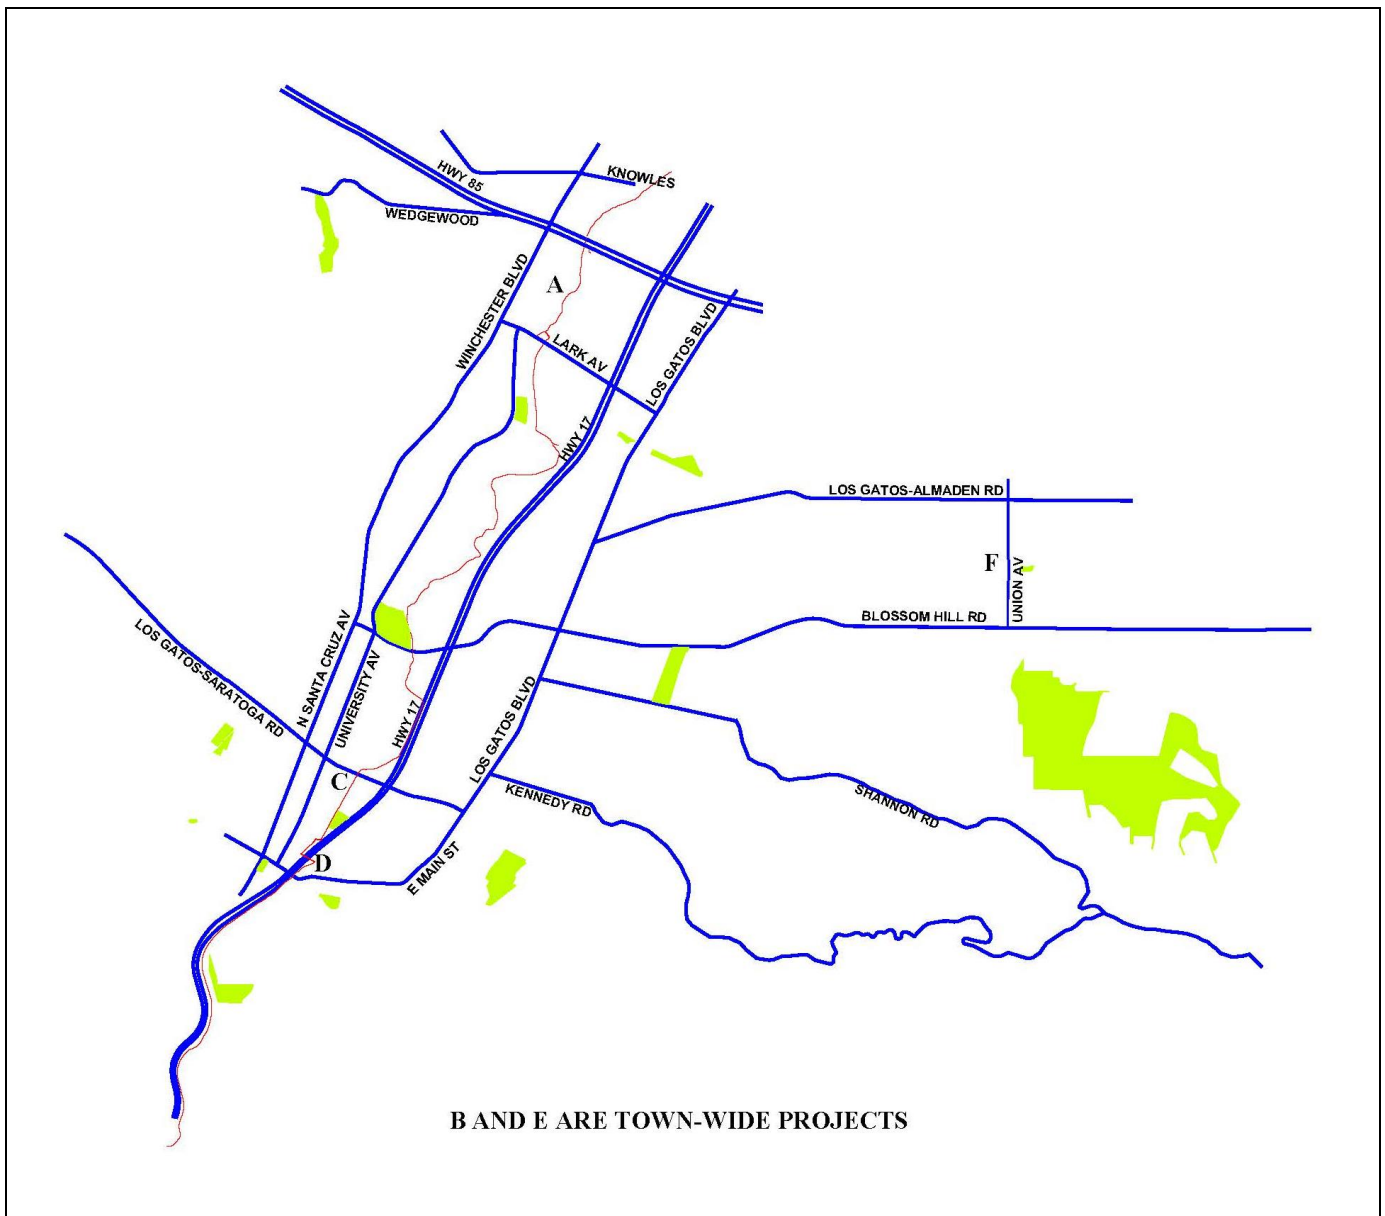 KNOWLES
HWY 85
WEDGEWOOD
A
WINCHESTER BLVD
LARK AV
LOS GATOS BLVD
HWY 17
LOS GATOS-ALMADEN RD
F
UNION AV
BLOSSOM HILL RD
N SANTA CRUZ AV
LOS GATOS-SARATOGA RD
UNIVERSITY AV
HWY 17
LOS GATOS BLVD
C
KENNEDY RD
SHANNON RD
D
E MAIN ST
B AND E ARE TOWN-WIDE PROJECTS